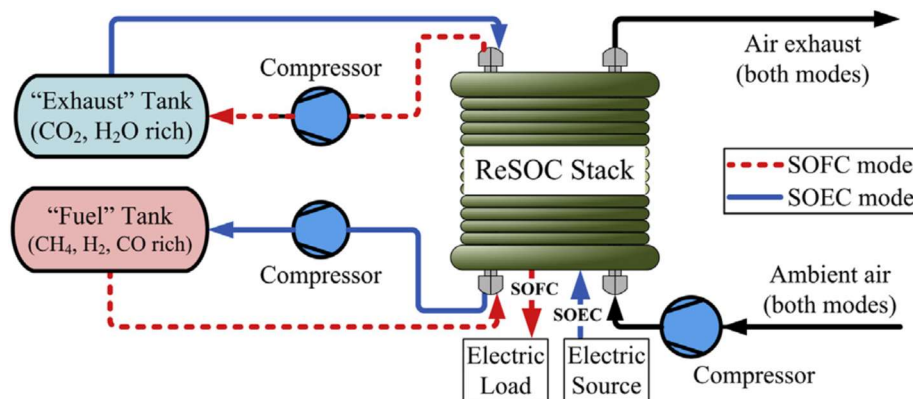 Compressor
"Exhaust" Tank
(CO₂, H₂O rich)
Air exhaust
(both modes)
ReSOC Stack
SOFC mode
SOEC mode
"Fuel" Tank
(CH₄, H₂, CO rich)
Compressor
SOFC
SOEC
Ambient air
(both modes)
Electric
Load
Electric
Source
Compressor